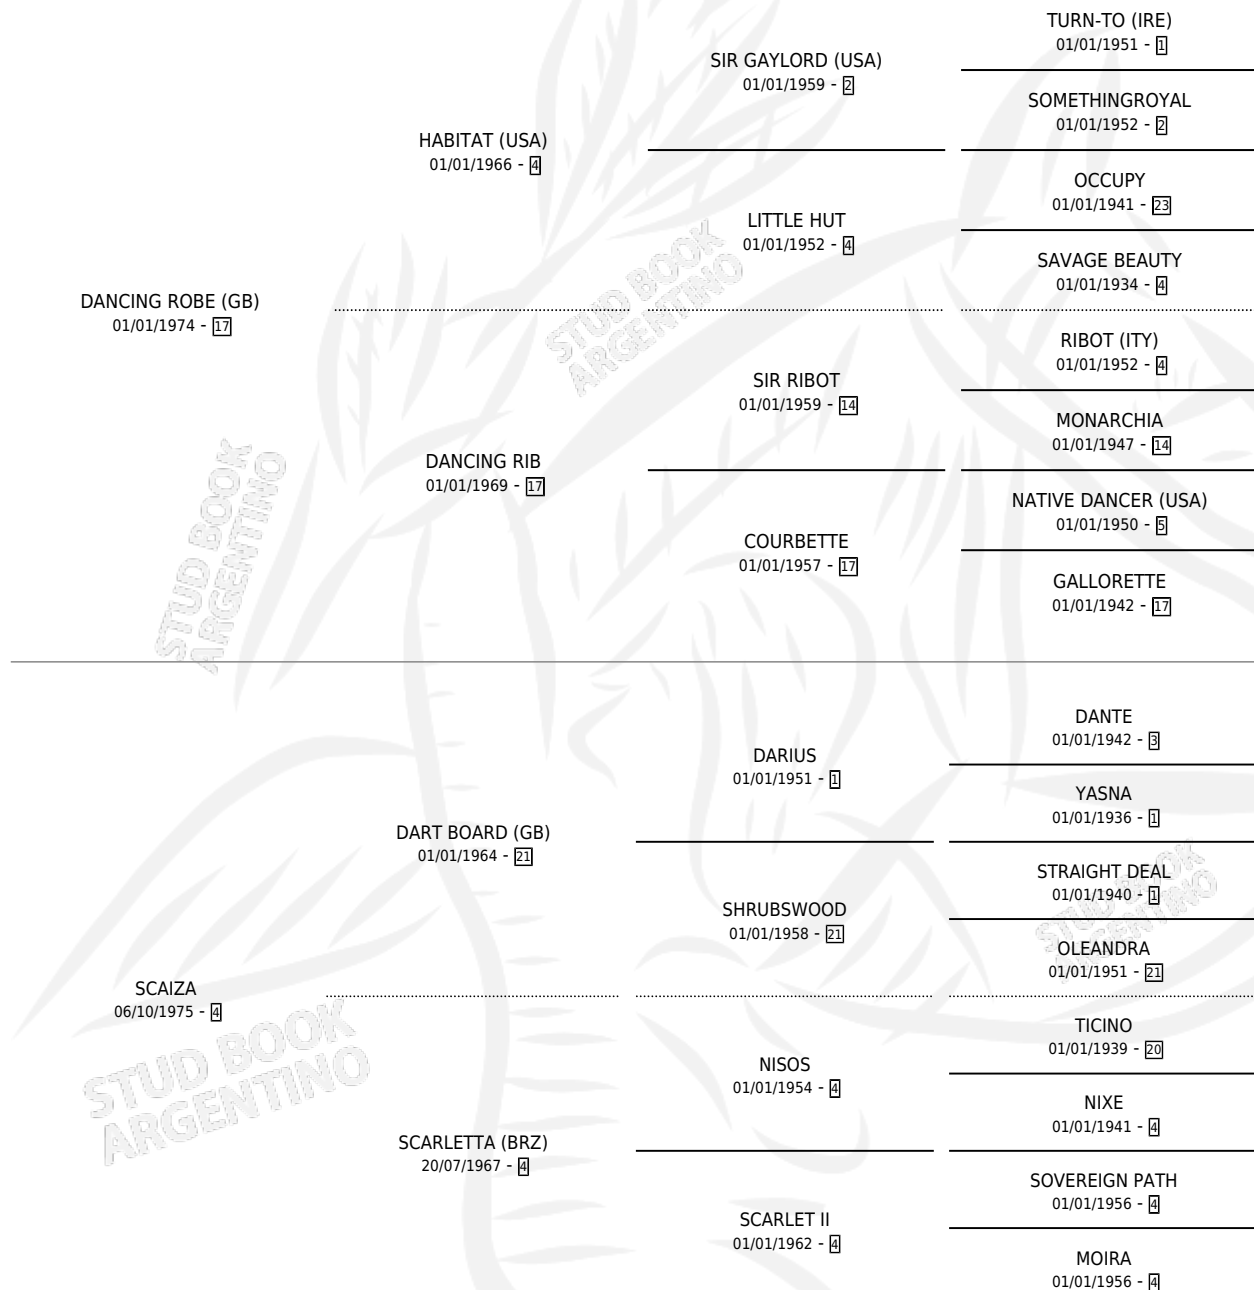 TURN-TO (IRE)
01/01/1951 - 1
SIR GAYLORD (USA)
01/01/1959 - 2
SOMETHINGROYAL
01/01/1952 - 2
HABITAT (USA)
01/01/1966 - 4
OCCUPY
01/01/1941 - 23
LITTLE HUT
01/01/1952 - 4
SAVAGE BEAUTY
01/01/1934 - 4
DANCING ROBE (GB)
01/01/1974 - 17
RIBOT (ITY)
01/01/1952 - 4
SIR RIBOT
01/01/1959 - 14
MONARCHIA
01/01/1947 - 14
DANCING RIB
01/01/1969 - 17
NATIVE DANCER (USA)
01/01/1950 - 5
COURBETTE
01/01/1957 - 17
GALLORETTE
01/01/1942 - 17
DANTE
01/01/1942 - 3
DARIUS
01/01/1951 - 1
YASNA
01/01/1936 - 1
DART BOARD (GB)
01/01/1964 - 21
STRAIGHT DEAL
01/01/1940 - 1
SHRUBSWOOD
01/01/1958 - 21
OLEANDRA
01/01/1951 - 21
SCAIZA
06/10/1975 - 4
TICINO
01/01/1939 - 20
NISOS
01/01/1954 - 4
NIXE
01/01/1941 - 4
SCARLETTA (BRZ)
20/07/1967 - 4
SOVEREIGN PATH
01/01/1956 - 4
SCARLET II
01/01/1962 - 4
MOIRA
01/01/1956 - 4
STUD BOOK
ARGENTINO
STUD BOOK
ARGENTINO
STUD BOOK
ARGENTINO
STUD BOOK
ARGENTINO